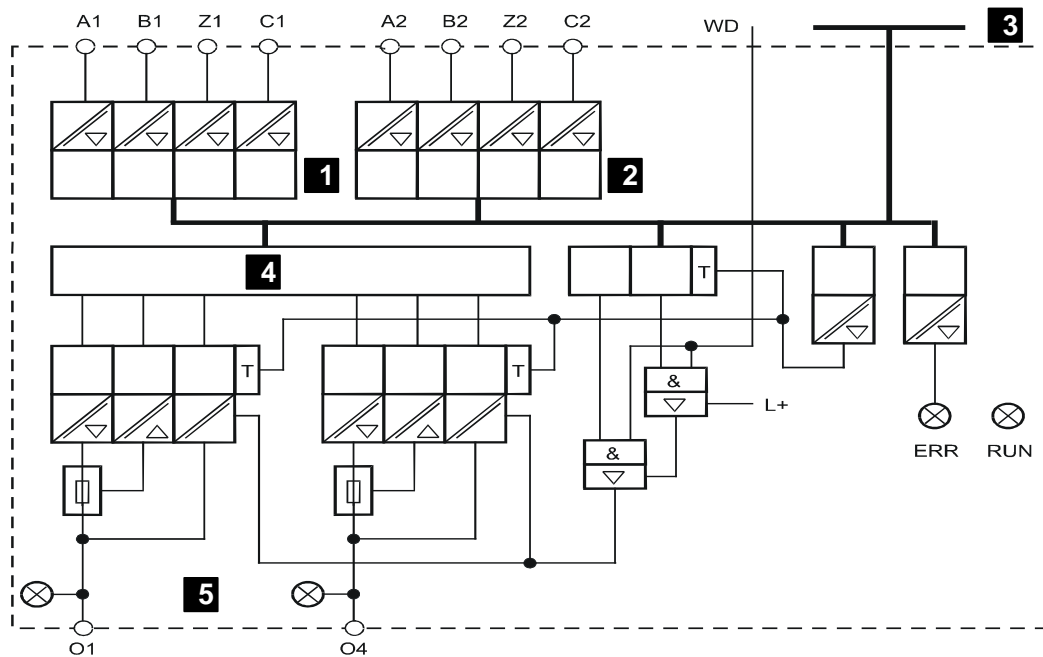 A1 B1 Z1 C1 A2 B2 Z2 C2 WD 3
1 2
4 T
T T
&
L+
&
ERR RUN
5
O1 O4